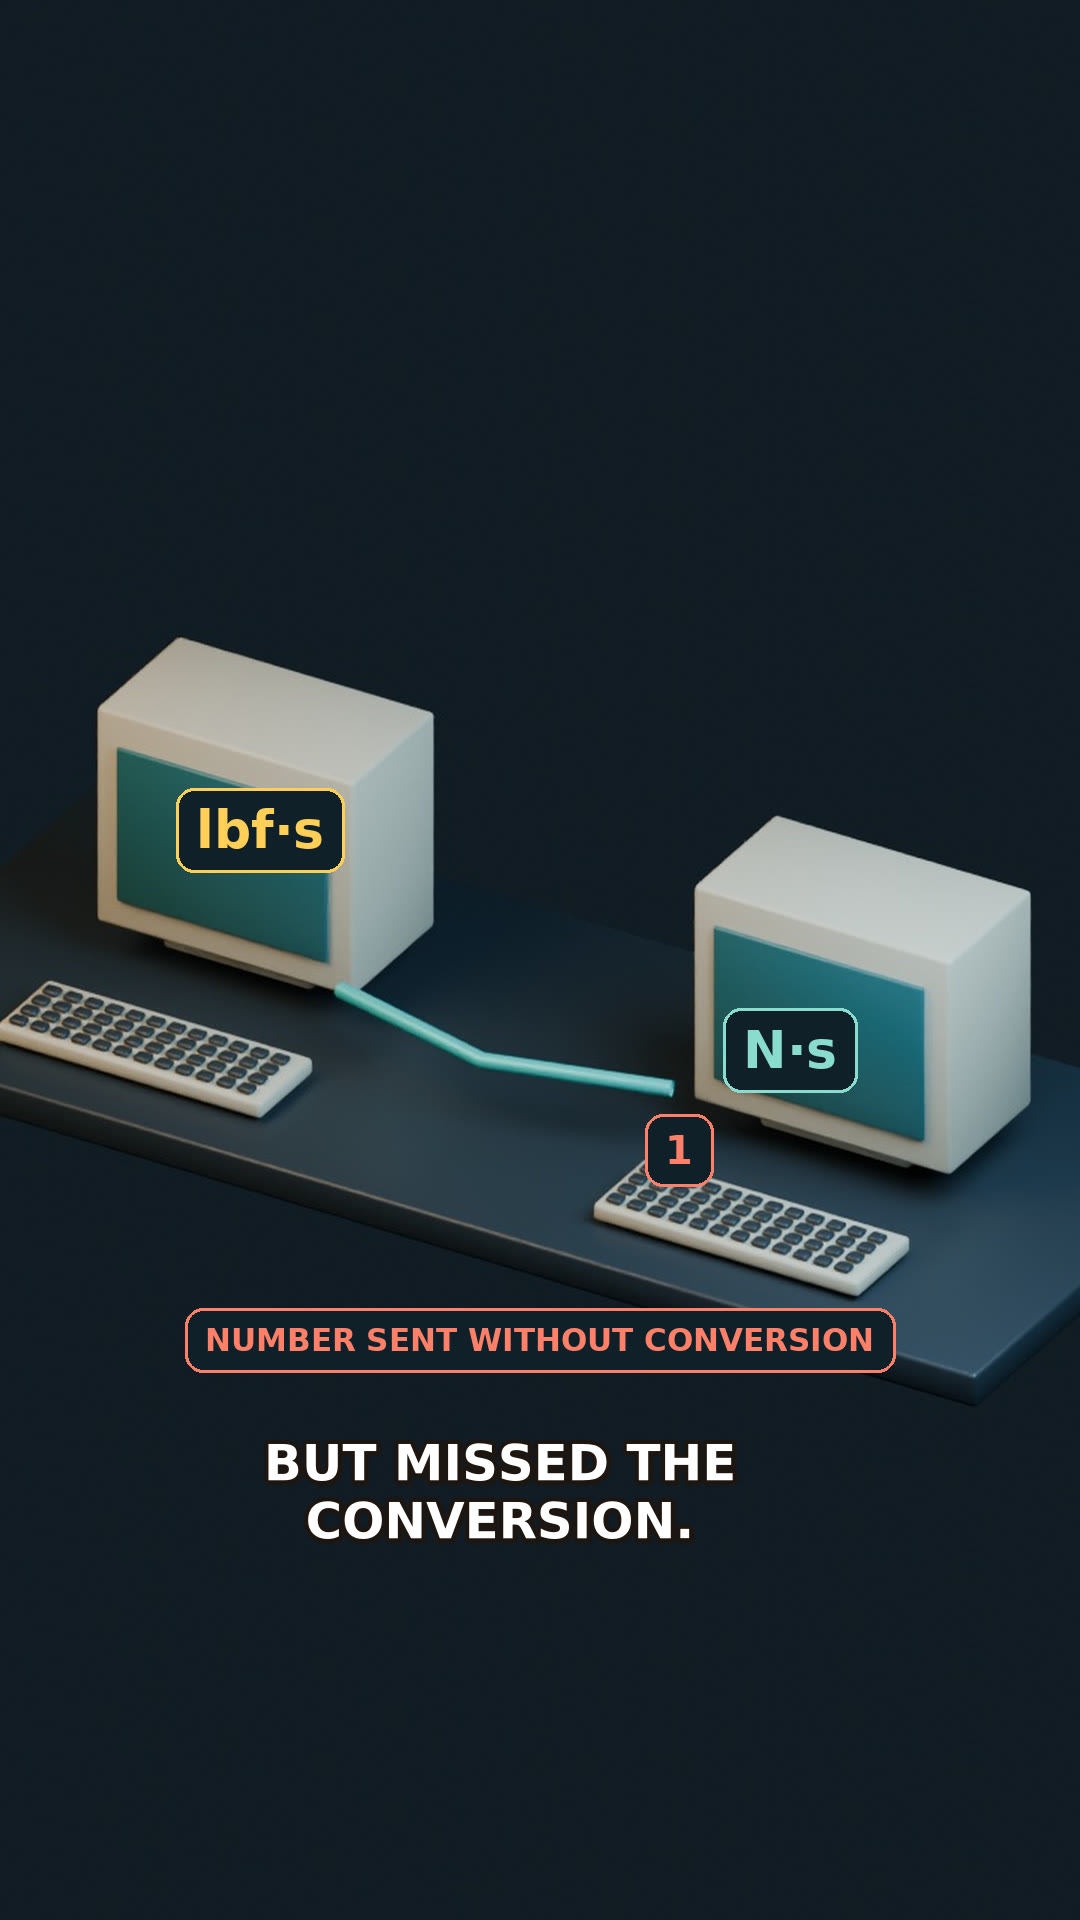 lbf·s
N·s
1
NUMBER SENT WITHOUT CONVERSION
BUT MISSED THE
CONVERSION.